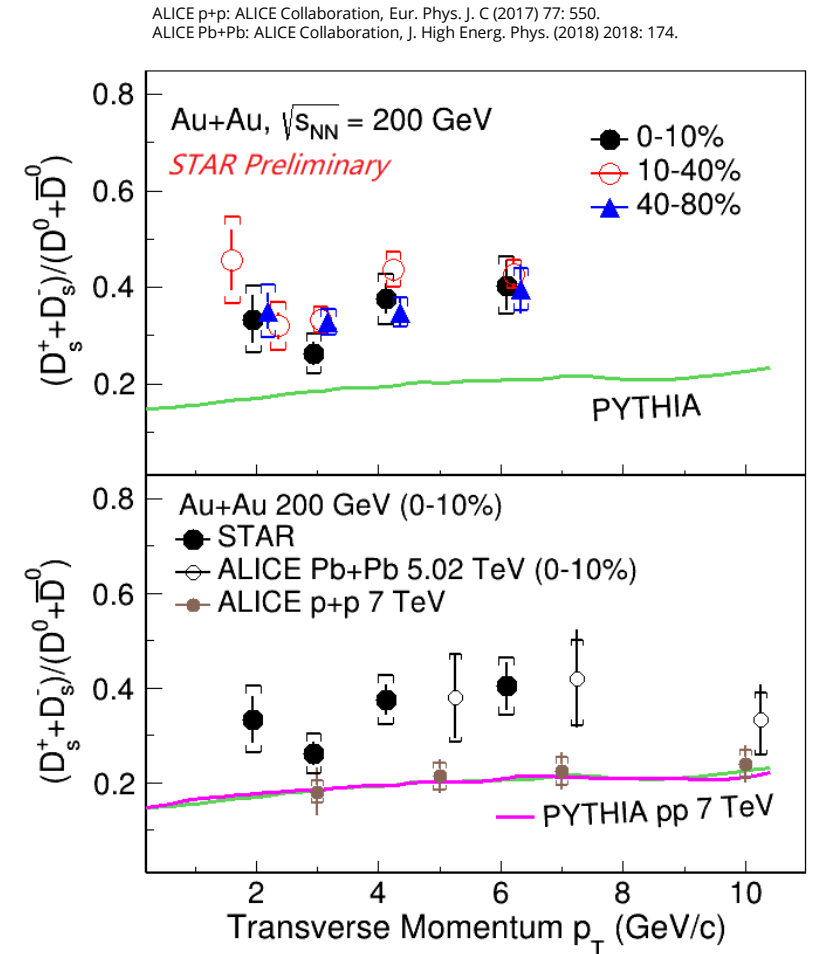 ALICE p+p: ALICE Collaboration, Eur. Phys. J. C (2017) 77: 550.
ALICE Pb+Pb: ALICE Collaboration, J. High Energ. Phys. (2018) 2018: 174.
0.8
0.6
0.4
0.2
(D⁺ₛ+D⁻ₛ)/(D⁰+D̅⁰)
Au+Au, √sNN = 200 GeV
STAR Preliminary
0-10%
10-40%
40-80%
PYTHIA
0.8
0.6
0.4
0.2
(D⁺ₛ+D⁻ₛ)/(D⁰+D̅⁰)
Au+Au 200 GeV (0-10%)
STAR
ALICE Pb+Pb 5.02 TeV (0-10%)
ALICE p+p 7 TeV
PYTHIA pp 7 TeV
2 4 6 8 10
Transverse Momentum pT (GeV/c)